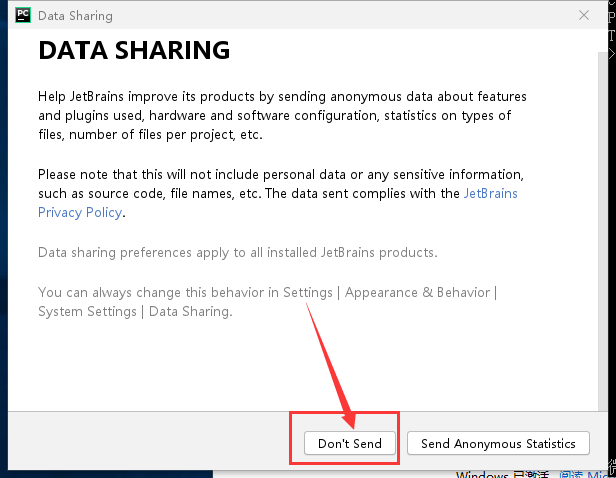 PC Data Sharing
DATA SHARING
Help JetBrains improve its products by sending anonymous data about features
and plugins used, hardware and software configuration, statistics on types of
files, number of files per project, etc.
Please note that this will not include personal data or any sensitive information,
such as source code, file names, etc. The data sent complies with the JetBrains
Privacy Policy.
Data sharing preferences apply to all installed JetBrains products.
You can always change this behavior in Settings | Appearance & Behavior |
System Settings | Data Sharing.
Don't Send Send Anonymous Statistics